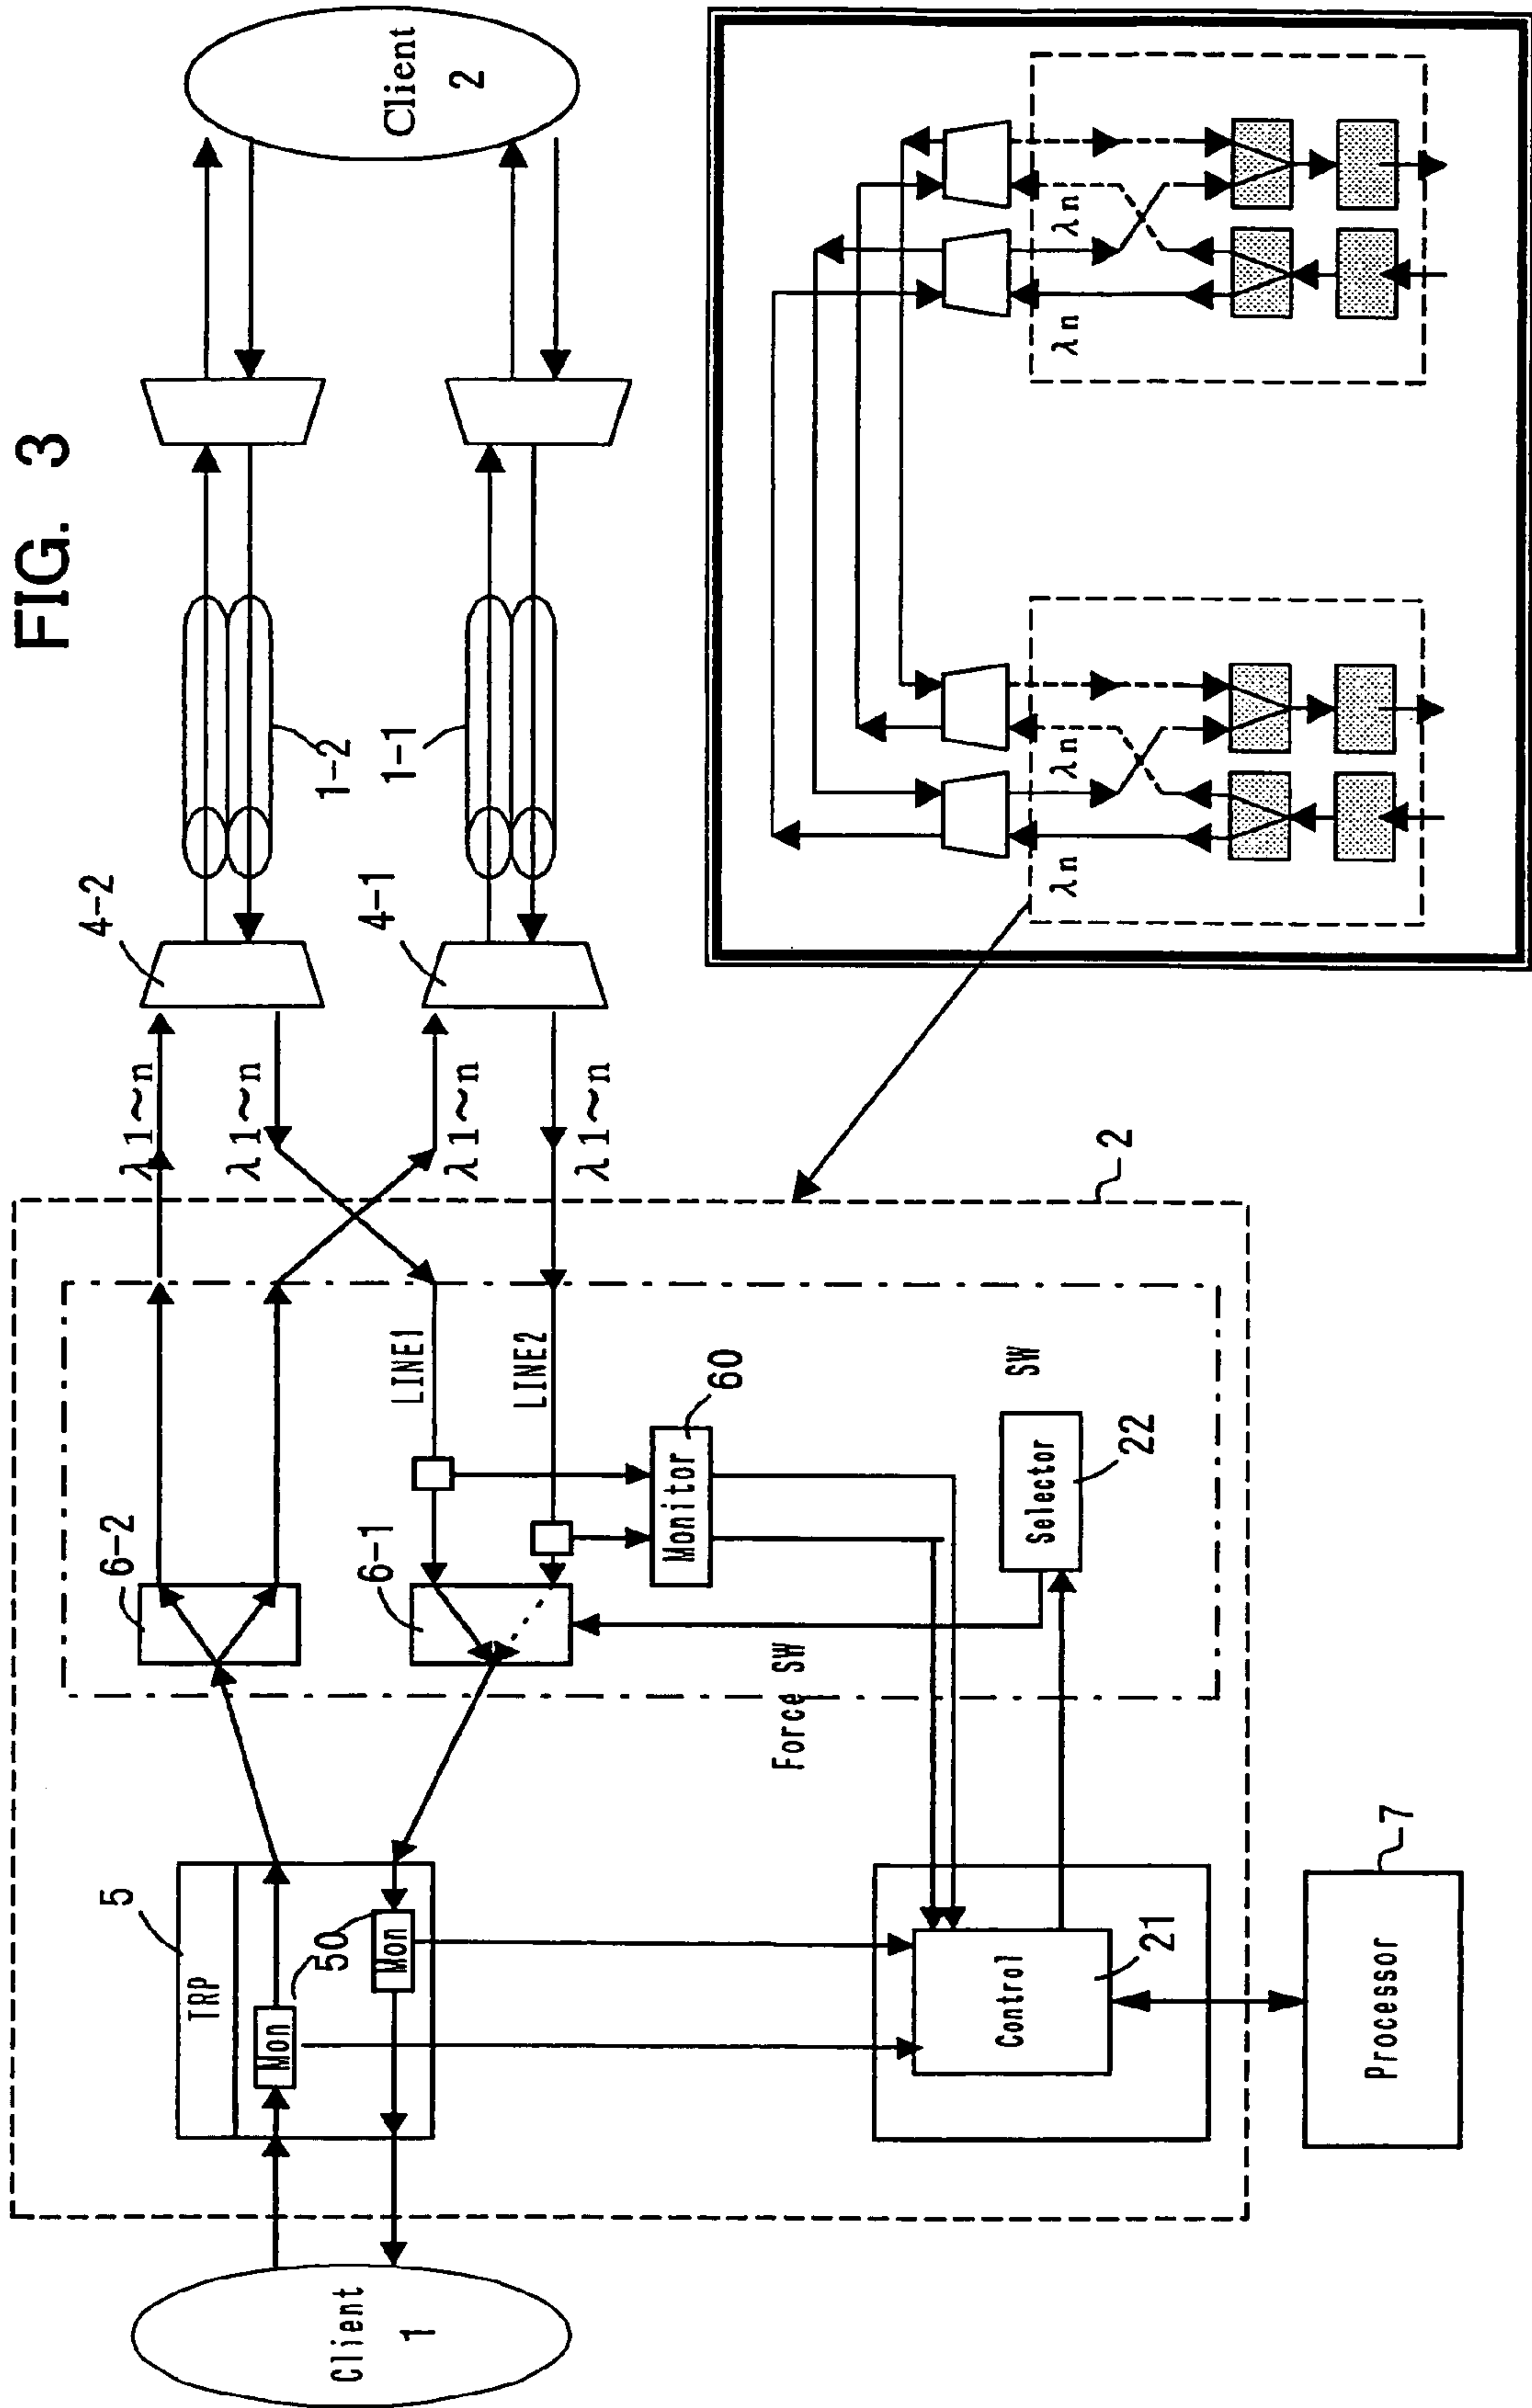 FIG. 3
Client
1
5
TRP
Mon
50
Mon
6-2
6-1
LINE1
LINE2
Monitor
60
Force SW
Selector
SW
22
Control
21
Processor
7
2
λ1~n
λ1~n
λ1~n
λ1~n
4-2
4-1
1-2
1-1
Client
2
λn
λn
λn
λn